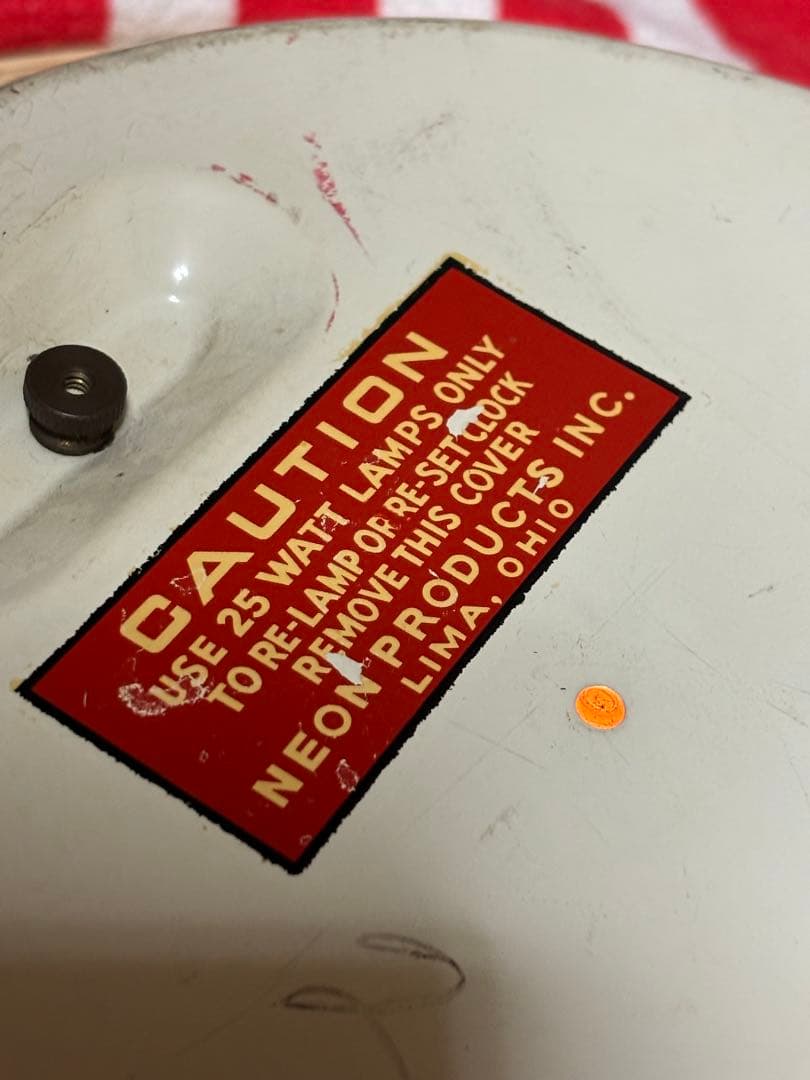 CAUTION
USE 25 WATT LAMPS ONLY
TO RE-LAMP OR RE-SET CLOCK
REMOVE THIS COVER
NEON PRODUCTS INC.
LIMA, OHIO